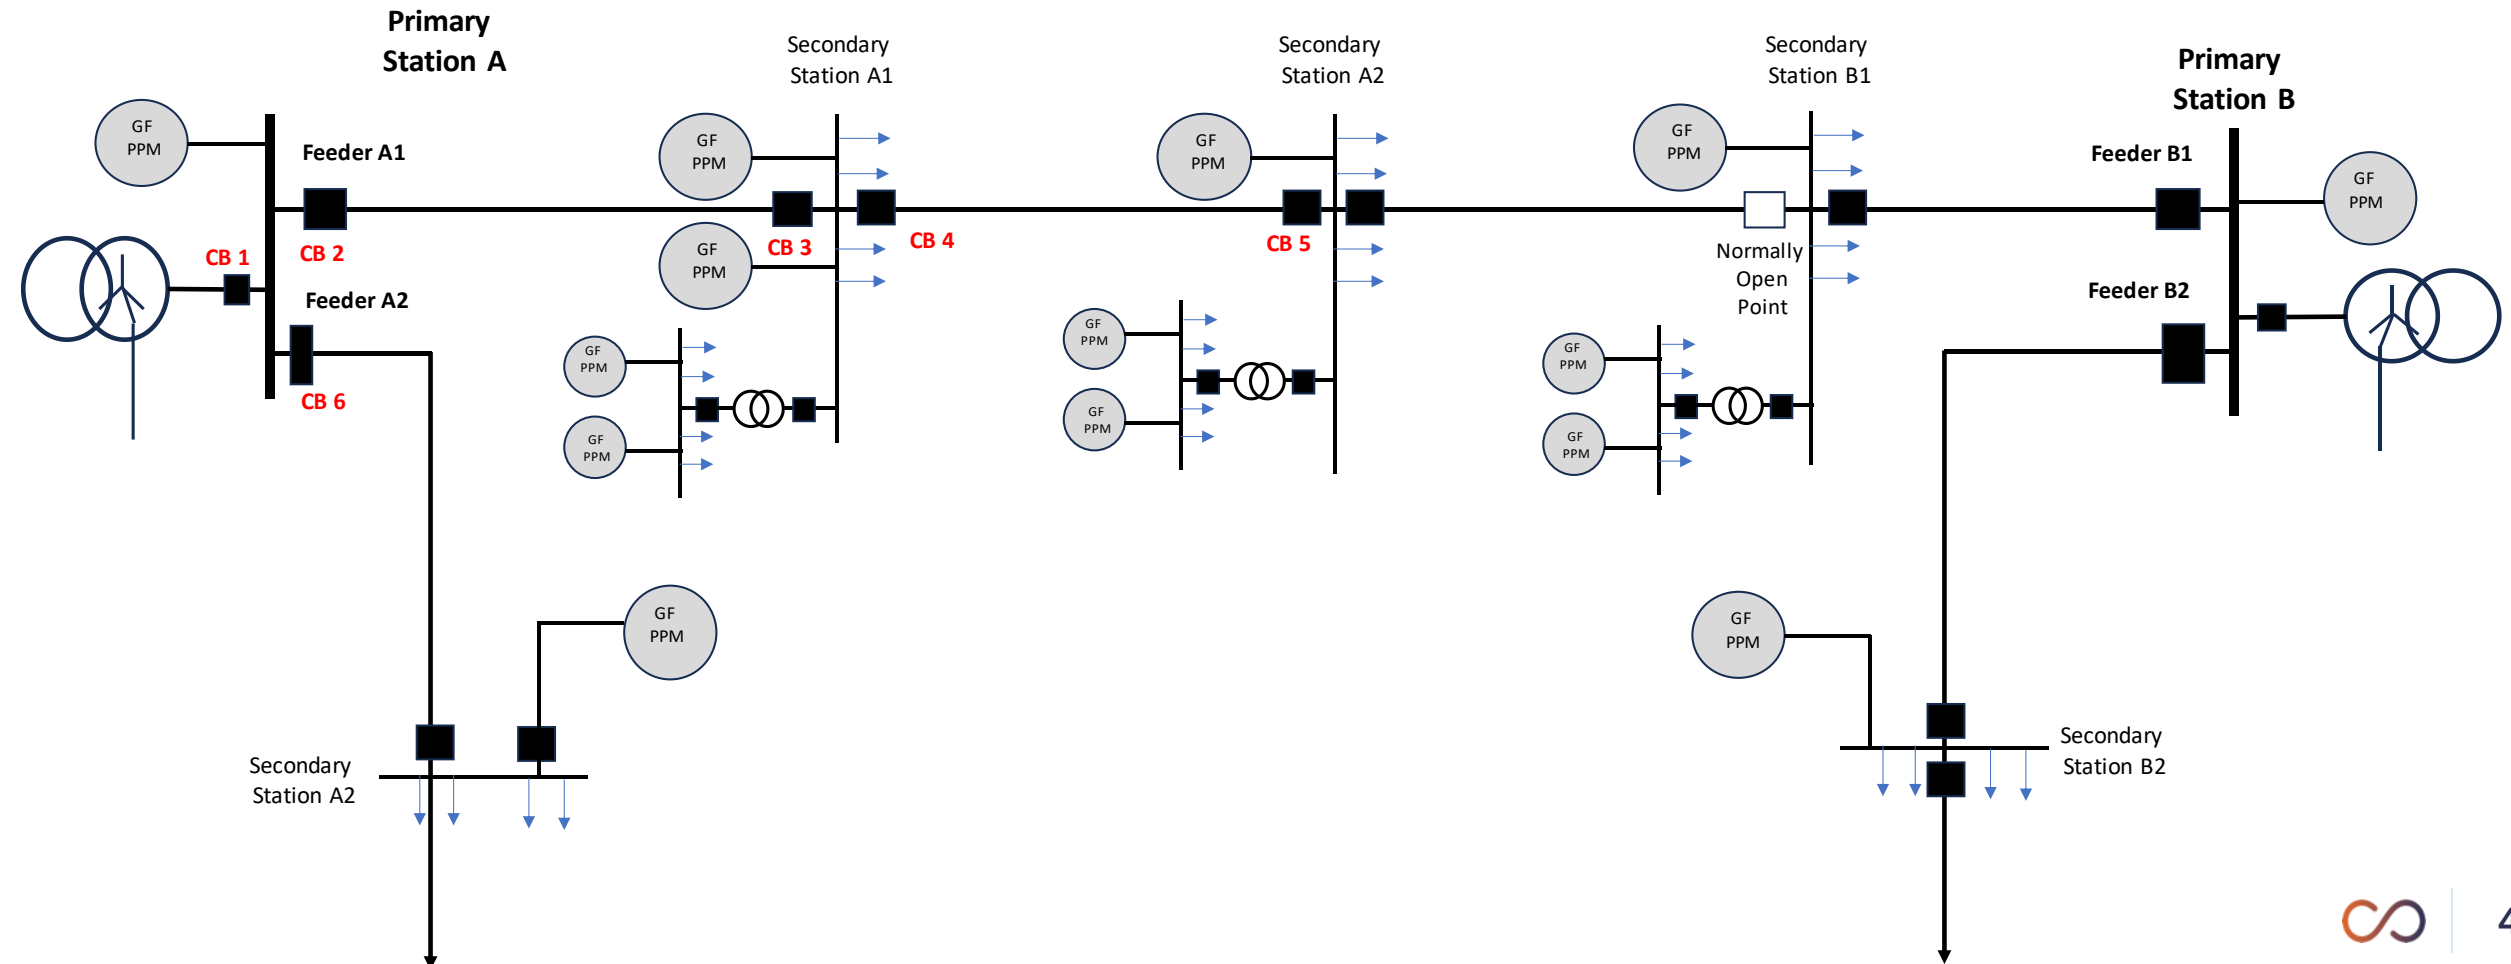 Primary
Station A
Secondary
Station A1
Secondary
Station A2
Secondary
Station B1
Primary
Station B
GF
PPM
Feeder A1
GF
PPM
GF
PPM
GF
PPM
Feeder B1
GF
PPM
CB 1
CB 2
CB 3
GF
PPM
CB 4
CB 5
Normally
Open
Point
Feeder A2
Feeder B2
CB 6
GF
PPM
GF
PPM
GF
PPM
GF
PPM
GF
PPM
GF
PPM
GF
PPM
GF
PPM
Secondary
Station A2
Secondary
Station B2
4